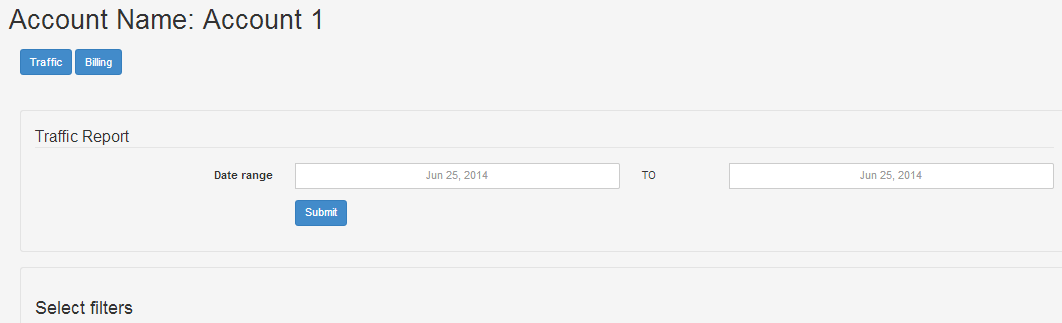 Account Name: Account 1
Traffic Billing
Traffic Report
Date range Jun 25, 2014 TO Jun 25, 2014
Submit
Select filters